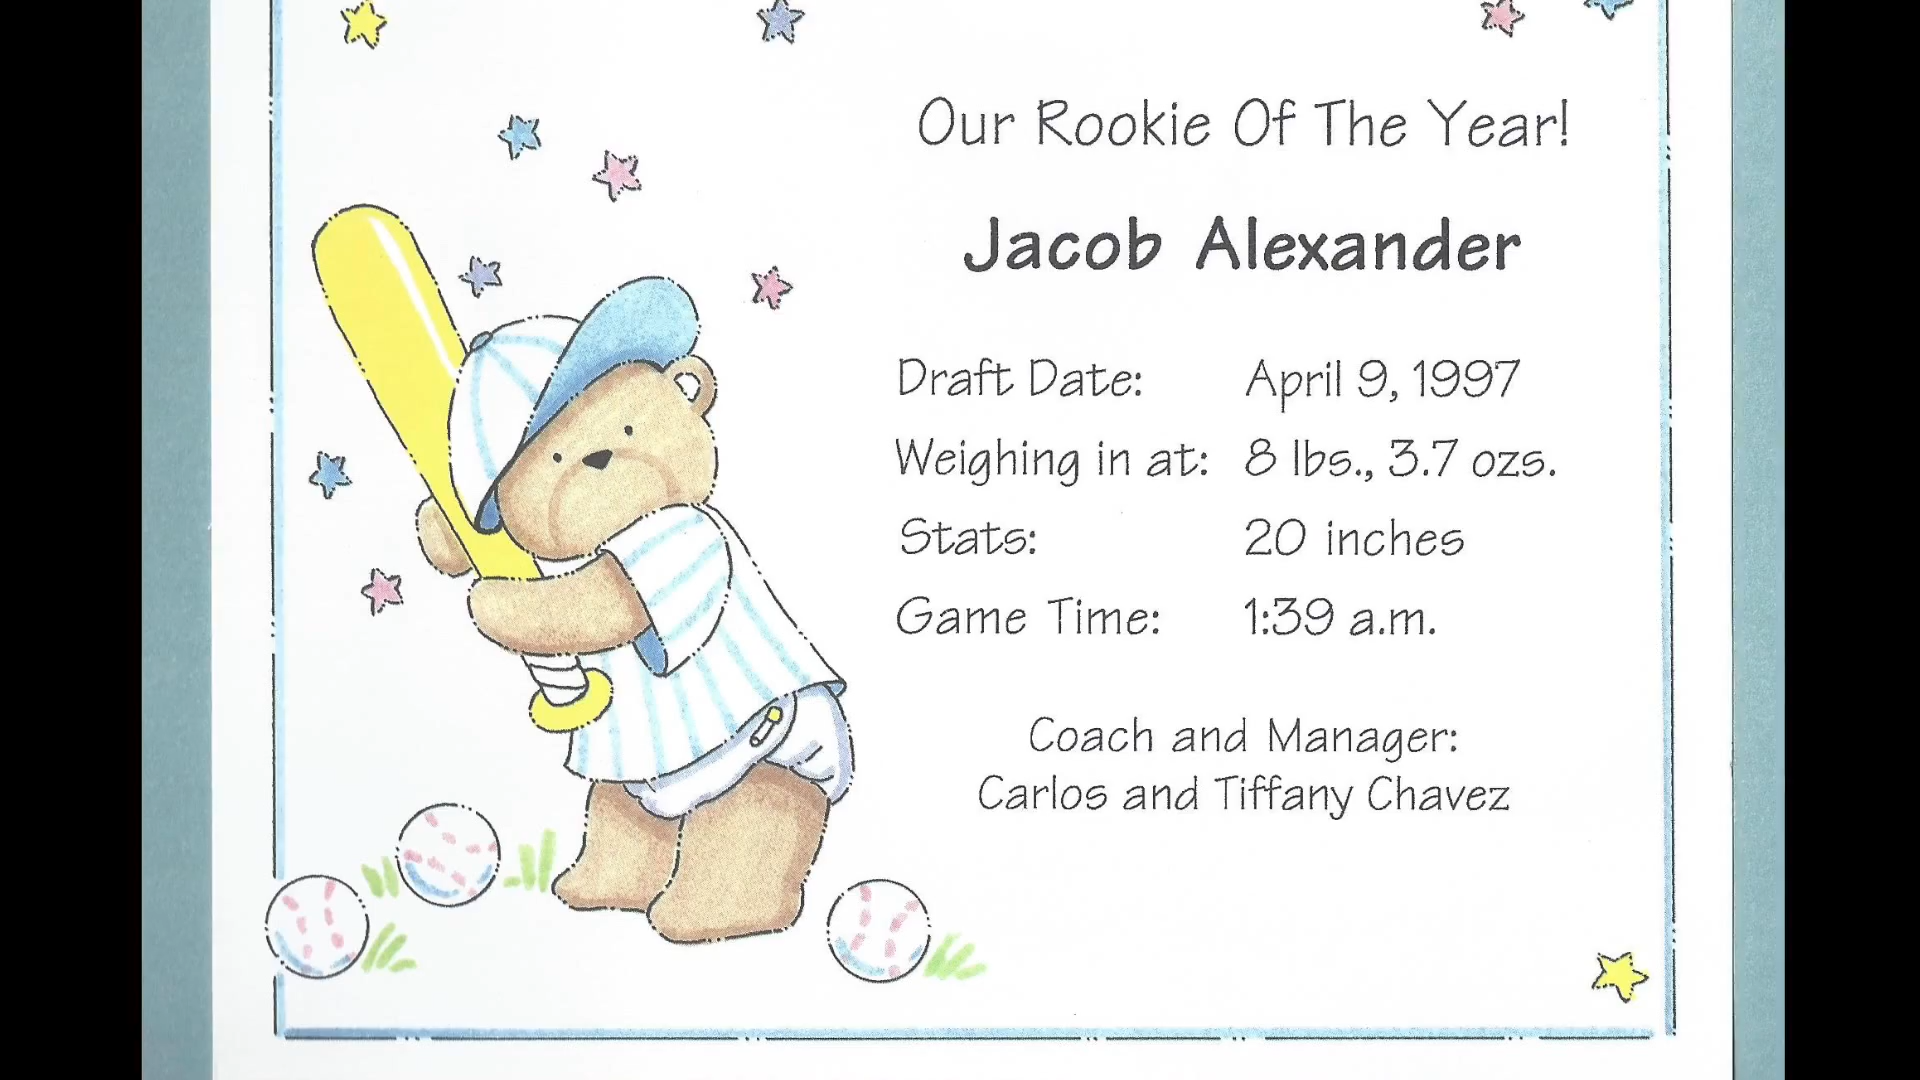 Our Rookie Of The Year!
Jacob Alexander
Draft Date: April 9, 1997
Weighing in at: 8 lbs., 3.7 ozs.
Stats: 20 inches
Game Time: 1:39 a.m.
Coach and Manager:
Carlos and Tiffany Chavez